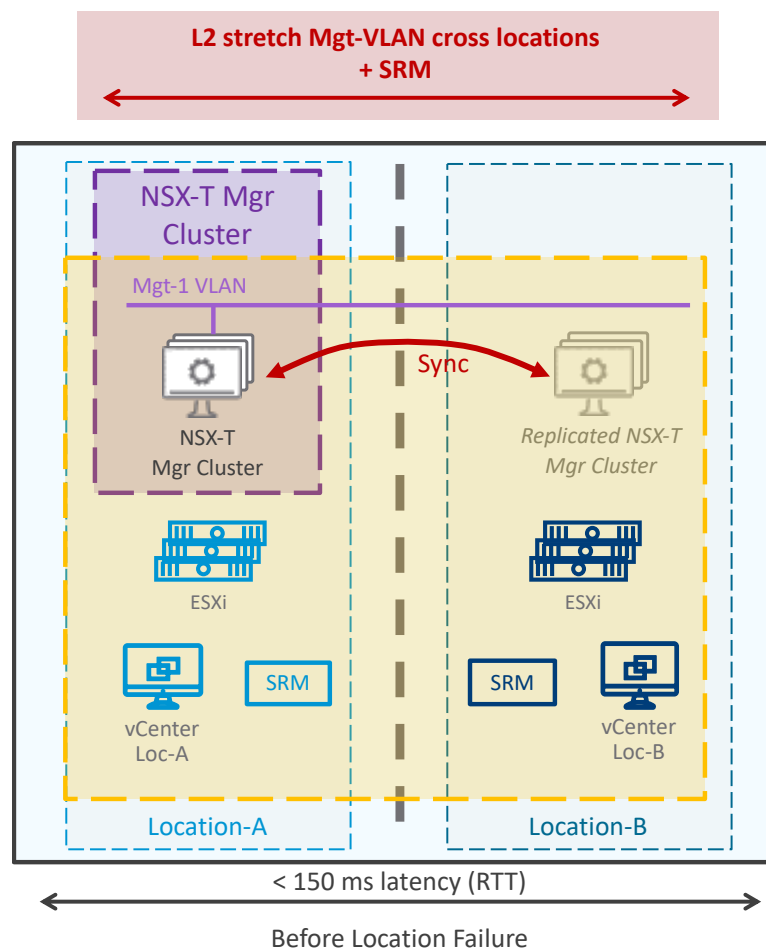 L2 stretch Mgt-VLAN cross locations
+ SRM
NSX-T Mgr
Cluster
Mgt-1 VLAN
Sync
NSX-T
Mgr Cluster
Replicated NSX-T
Mgr Cluster
ESXi
ESXi
SRM
SRM
vCenter
Loc-A
vCenter
Loc-B
Location-A
Location-B
< 150 ms latency (RTT)
Before Location Failure